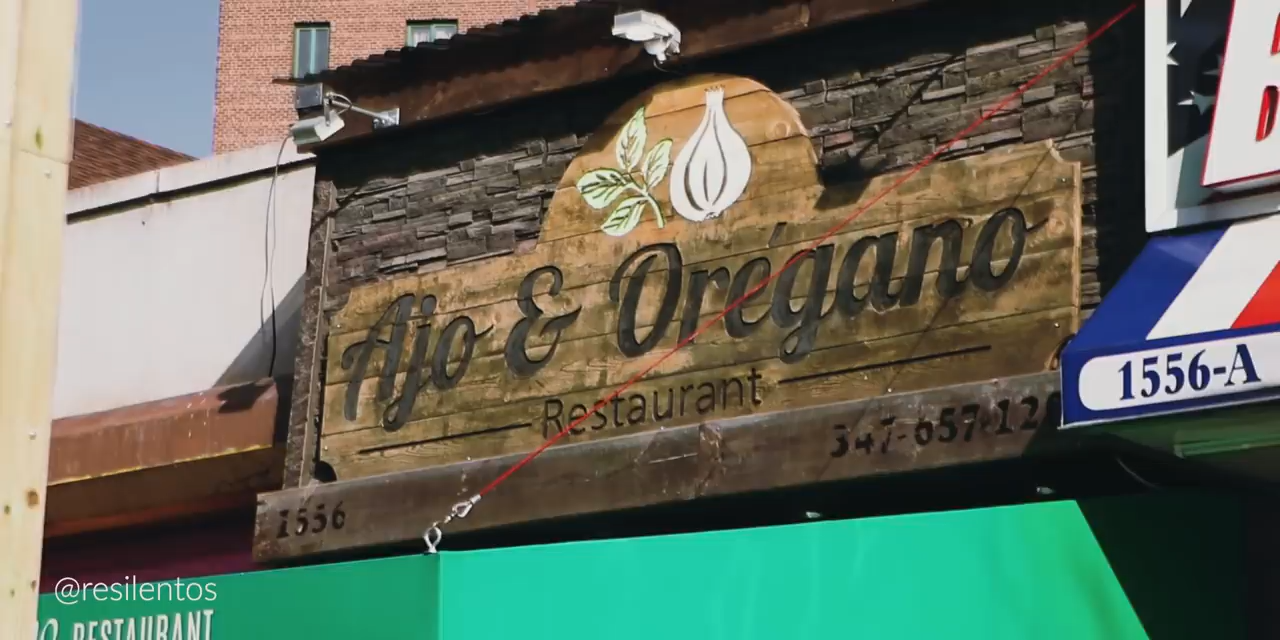 Ajo & Orégano
Restaurant
347-657-12
1556
1556-A
@resilentos
RESTAURANT